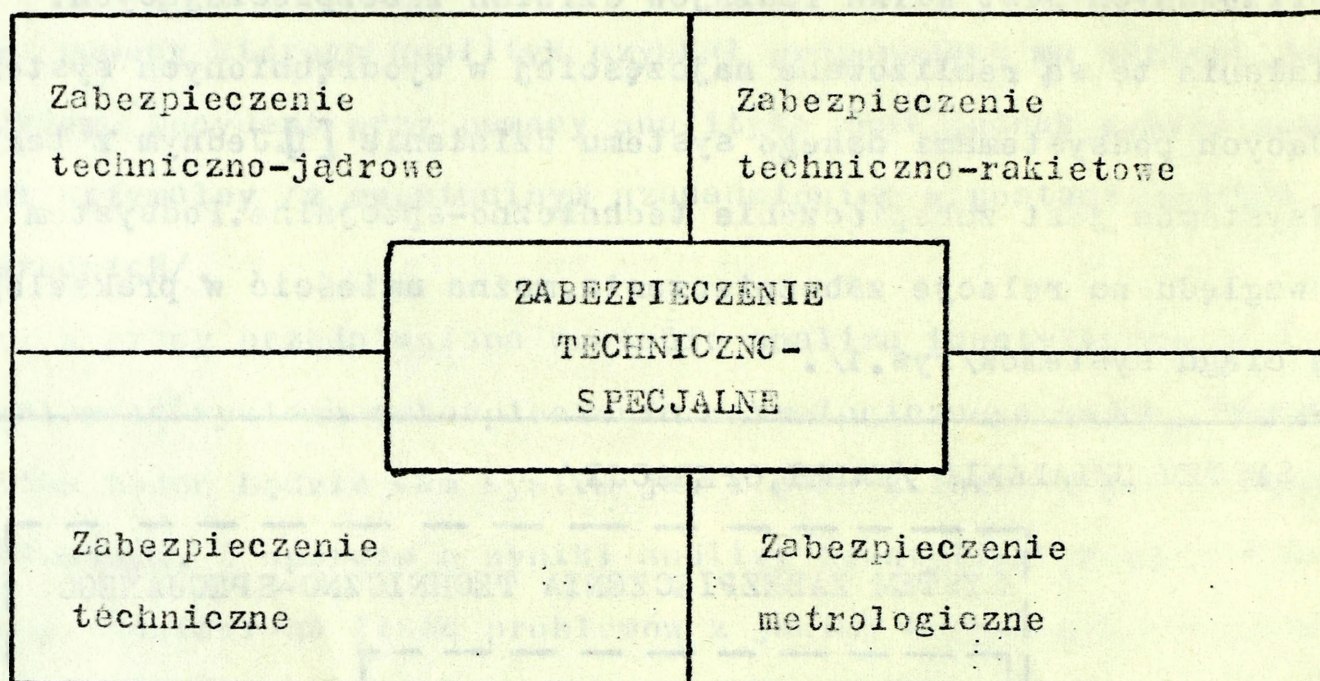 Zabezpieczenie
techniczno-jądrowe
Zabezpieczenie
techniczno-rakietowe
ZABEZPIECZENIE
TECHNICZNO-
SPECJALNE
Zabezpieczenie
techniczne
Zabezpieczenie
metrologiczne